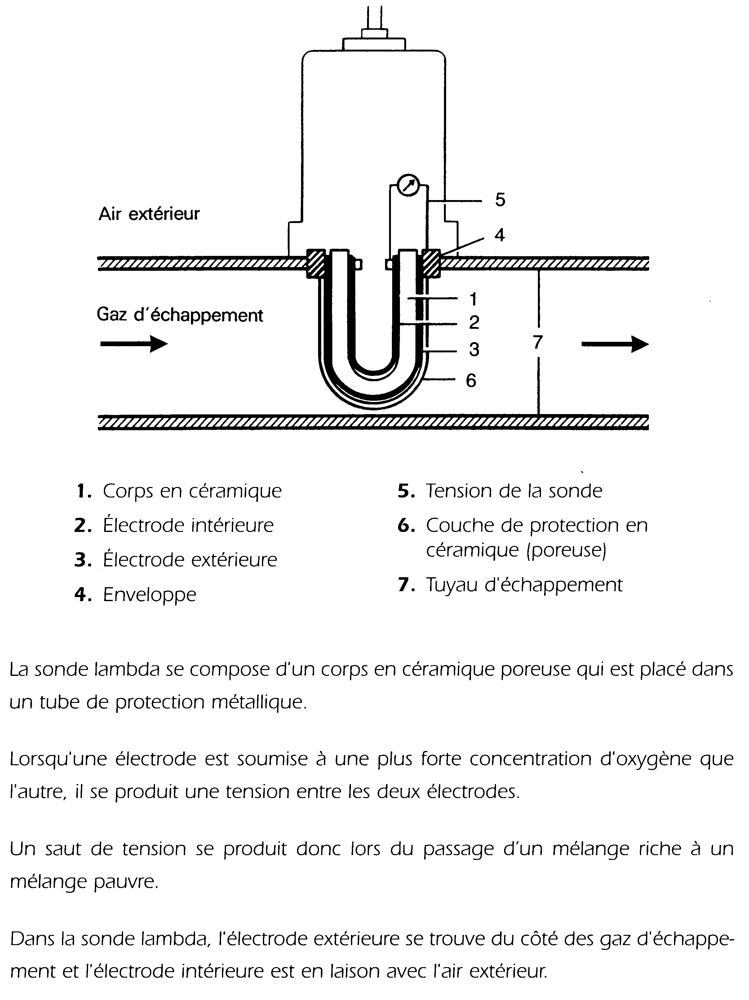 5
Air extérieur
4
1
Gaz d'échappement
2
7
3
6
1. Corps en céramique
2. Électrode intérieure
3. Électrode extérieure
4. Enveloppe
5. Tension de la sonde
6. Couche de protection en
céramique (poreuse)
7. Tuyau d'échappement
La sonde lambda se compose d'un corps en céramique poreuse qui est placé dans
un tube de protection métallique.
Lorsqu'une électrode est soumise à une plus forte concentration d'oxygène que
l'autre, il se produit une tension entre les deux électrodes.
Un saut de tension se produit donc lors du passage d'un mélange riche à un
mélange pauvre.
Dans la sonde lambda, l'électrode extérieure se trouve du côté des gaz d'échappe-
ment et l'électrode intérieure est en laison avec l'air extérieur.